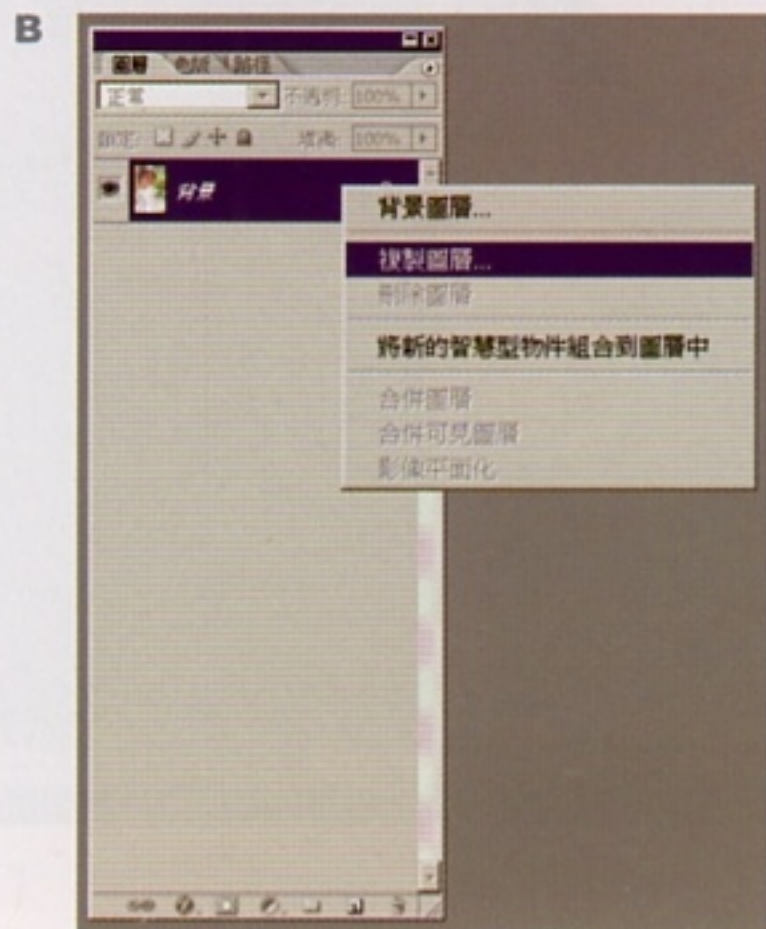 B
圖層 色版 路徑
正常 不透明: 100%
鎖定: 填滿: 100%
背景
背景圖層...
複製圖層...
刪除圖層
將新的智慧型物件組合到圖層中
合併圖層
合併可見圖層
影像平面化